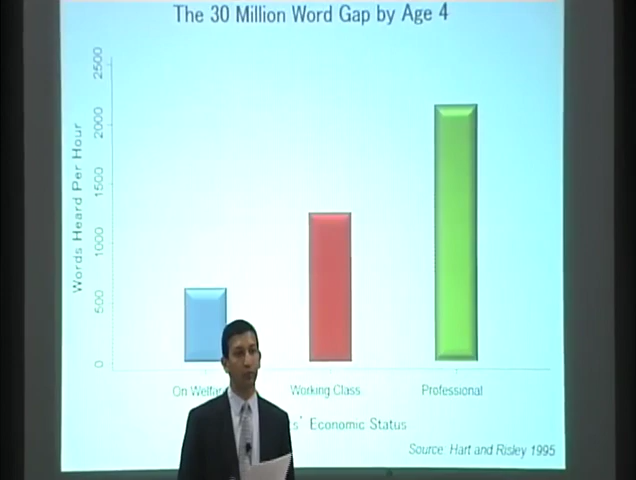 The 30 Million Word Gap by Age 4
Words Heard Per Hour
2500
2000
1500
1000
500
0
On Welfar
Working Class
Professional
s' Economic Status
Source: Hart and Risley 1995